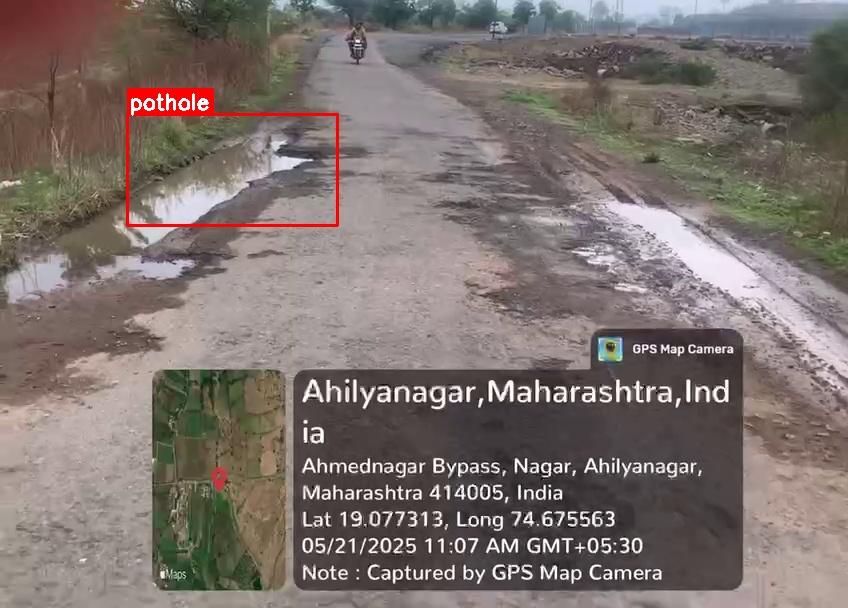 pothole
GPS Map Camera
Ahilyanagar,Maharashtra,Ind
ia
Ahmednagar Bypass, Nagar, Ahilyanagar,
Maharashtra 414005, India
Lat 19.077313, Long 74.675563
05/21/2025 11:07 AM GMT+05:30
Note : Captured by GPS Map Camera
Maps